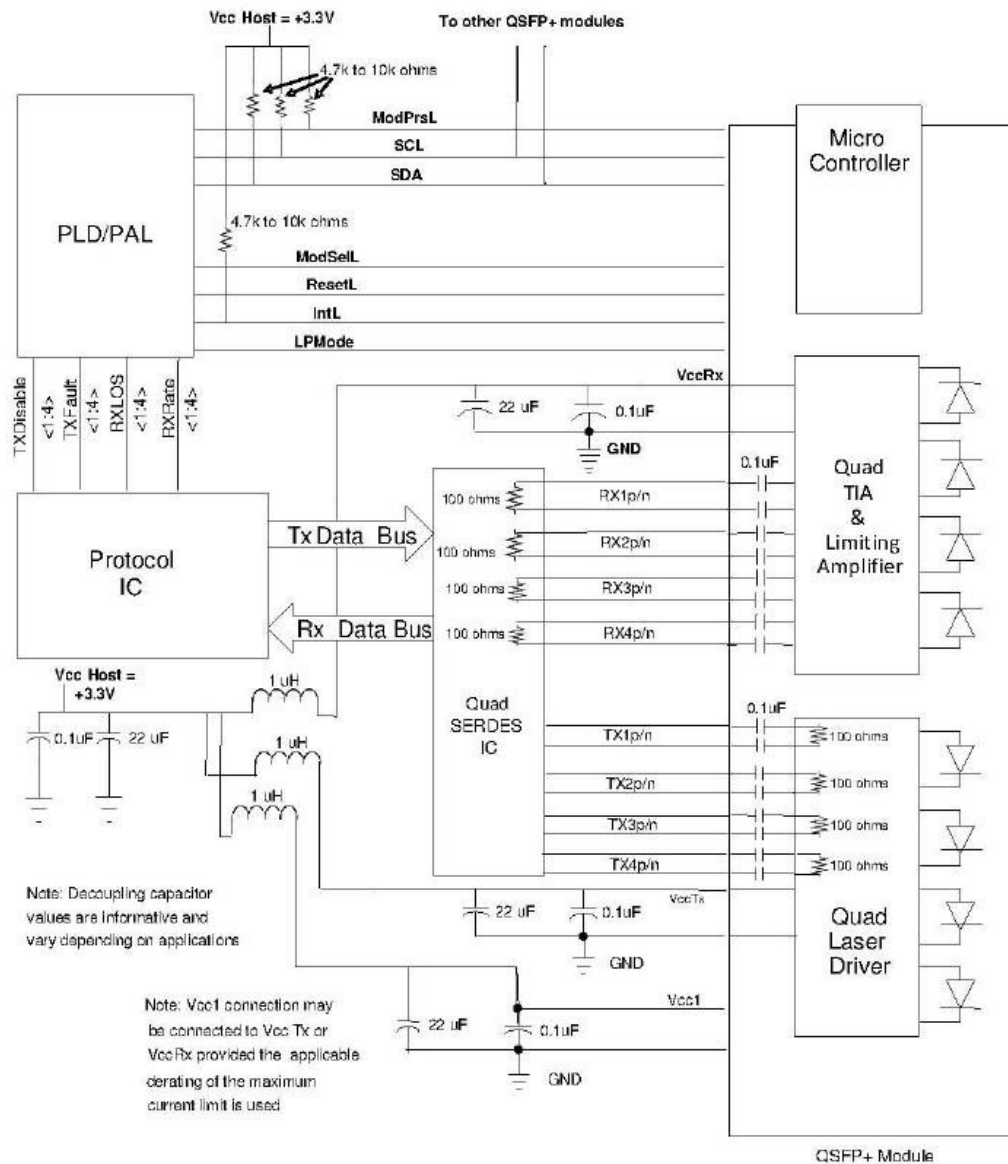 Vcc Host = +3.3V
To other QSFP+ modules
4.7k to 10k ohms
ModPrsL
SCL
SDA
Micro
Controller
PLD/PAL
4.7k to 10k ohms
ModSelL
ResetL
IntL
LPMode
TXDisable
<1:4>
TXFault
<1:4>
RXLOS
<1:4>
RXRate
<1:4>
VccRx
22 uF
0.1uF
GND
0.1uF
Quad
TIA
&
Limiting
Amplifier
100 ohms
RX1p/n
Tx Data Bus
100 ohms
RX2p/n
Protocol
IC
100 ohms
RX3p/n
Rx Data Bus
100 ohms
RX4p/n
Vcc Host =
+3.3V
1 uH
Quad
SERDES
IC
0.1uF
22 uF
1 uH
1 uH
0.1uF
TX1p/n
100 ohms
TX2p/n
100 ohms
TX3p/n
100 ohms
TX4p/n
100 ohms
Note: Decoupling capacitor
values are informative and
vary depending on applications
22 uF
0.1uF
VccTx
GND
Quad
Laser
Driver
Note: Vcc1 connection may
be connected to Vcc Tx or
VccRx provided the applicable
derating of the maximum
current limit is used
22 uF
0.1uF
Vcc1
GND
QSFP+ Module